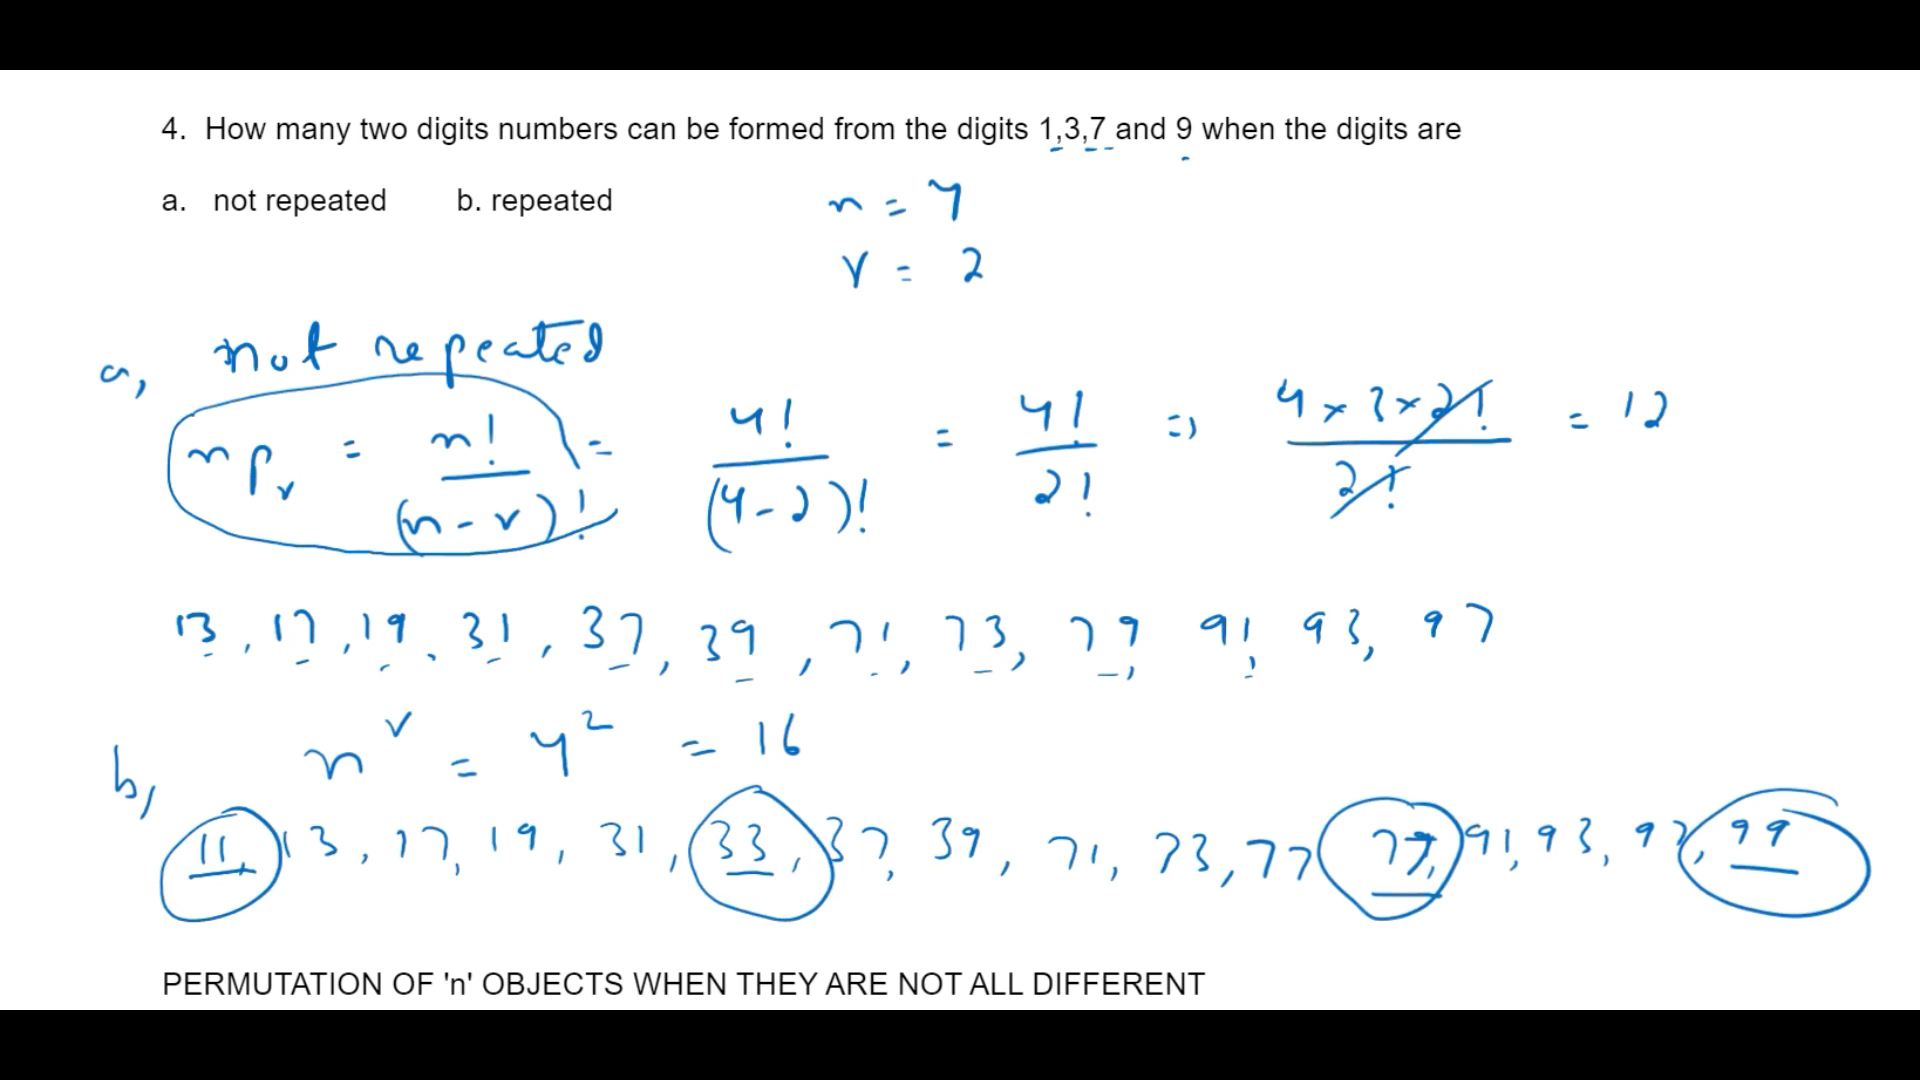 4. How many two digits numbers can be formed from the digits 1,3,7 and 9 when the digits are
a. not repeated b. repeated
n = 4
r = 2
a, not repeated
nPr = n!/(n-r)! = 4!/(4-2)! = 4!/2! => 4x3x2!/2! = 12
13, 17, 19, 31, 37, 39, 71, 73, 79, 91, 93, 97
b, n^r = 4^2 = 16
11, 13, 17, 19, 31, 33, 37, 39, 71, 73, 77 79, 91, 93, 97, 99
PERMUTATION OF 'n' OBJECTS WHEN THEY ARE NOT ALL DIFFERENT